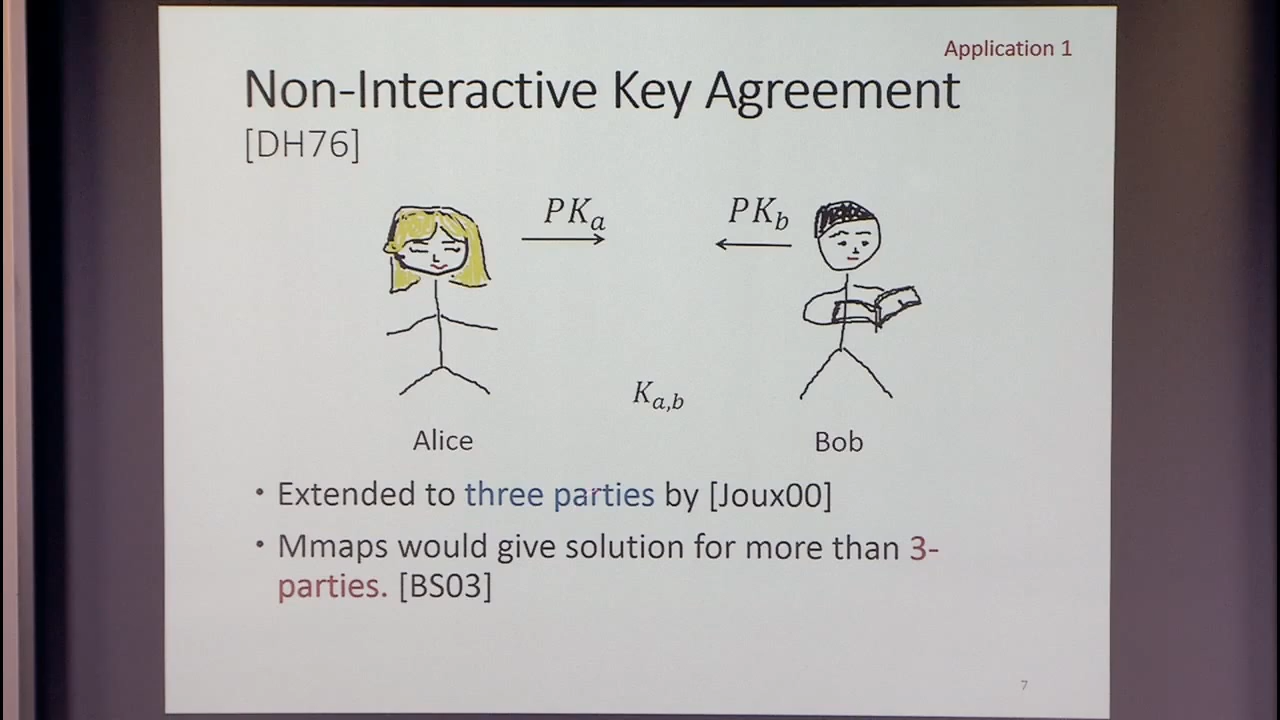 Application 1
Non-Interactive Key Agreement
[DH76]
PKₐ
PK_b
K_{a,b}
Alice
Bob
• Extended to three parties by [Joux00]
• Mmaps would give solution for more than 3-
parties. [BS03]
7